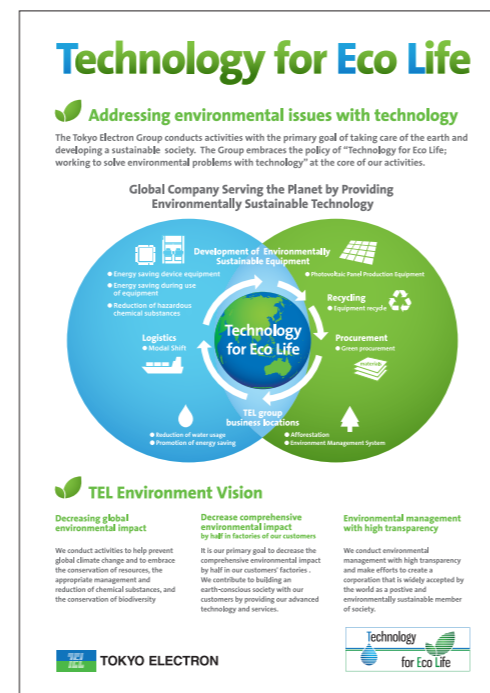 Technology for Eco Life
Addressing environmental issues with technology
The Tokyo Electron Group conducts activities with the primary goal of taking care of the earth and
developing a sustainable society. The Group embraces the policy of "Technology for Eco Life;
working to solve environmental problems with technology" at the core of our activities.
Global Company Serving the Planet by Providing
Environmentally Sustainable Technology
Development of Environmentally
Sustainable Equipment
● Energy saving device equipment
● Energy saving during use
of equipment
● Reduction of hazardous
chemical substances
● Photovoltaic Panel Production Equipment
Recycling
● Equipment recycle
Logistics
● Modal Shift
Technology
for Eco Life
Procurement
● Green procurement
materials
TEL group
business locations
● Reduction of water usage
● Promotion of energy saving
● Afforestation
● Environment Management System
TEL Environment Vision
Decreasing global
environmental impact
We conduct activities to help prevent
global climate change and to embrace
the conservation of resources, the
appropriate management and
reduction of chemical substances, and
the conservation of biodiversity
Decrease comprehensive
environmental impact
by half in factories of our customers
It is our primary goal to decrease the
comprehensive environmental impact
by half in our customers' factories .
We contribute to building an
earth-conscious society with our
customers by providing our advanced
technology and services.
Environmental management
with high transparency
We conduct environmental
management with high transparency
and make efforts to create a
corporation that is widely accepted by
the world as a postive and
environmentally sustainable member
of society.
TEL
TOKYO ELECTRON
Technology
for Eco Life